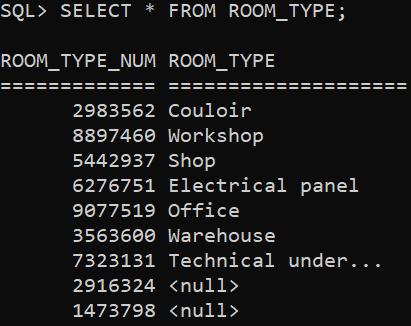 SQL> SELECT * FROM ROOM_TYPE;
ROOM_TYPE_NUM ROOM_TYPE
============= ====================
2983562 Couloir
8897460 Workshop
5442937 Shop
6276751 Electrical panel
9077519 Office
3563600 Warehouse
7323131 Technical under...
2916324 <null>
1473798 <null>